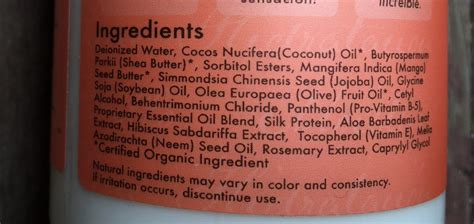 sensación.
increíble.
Ingredients
Deionized Water, Cocos Nucifera(Coconut) Oil*, Butyrospermum
Parkii (Shea Butter)*, Sorbitol Esters, Mangifera Indica (Mango)
Seed Butter*, Simmondsia Chinensis Seed (Jojoba) Oil, Glycine
Soja (Soybean) Oil, Olea Europaea (Olive) Fruit Oil*, Cetyl
Alcohol, Behentrimonium Chloride, Panthenol (Pro-Vitamin B-5),
Proprietary Essential Oil Blend, Silk Protein, Aloe Barbadenis Leaf
Extract, Hibiscus Sabdariffa Extract, Tocopherol (Vitamin E), Melia
Azodirachta (Neem) Seed Oil, Rosemary Extract, Caprylyl Glycol
*Certified Organic Ingredient
Natural ingredients may vary in color and consistency.
If irritation occurs, discontinue use.